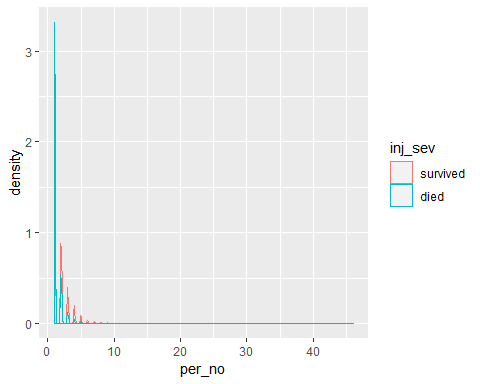 3
2
1
0
density
0
10
20
30
40
per_no
inj_sev
survived
died